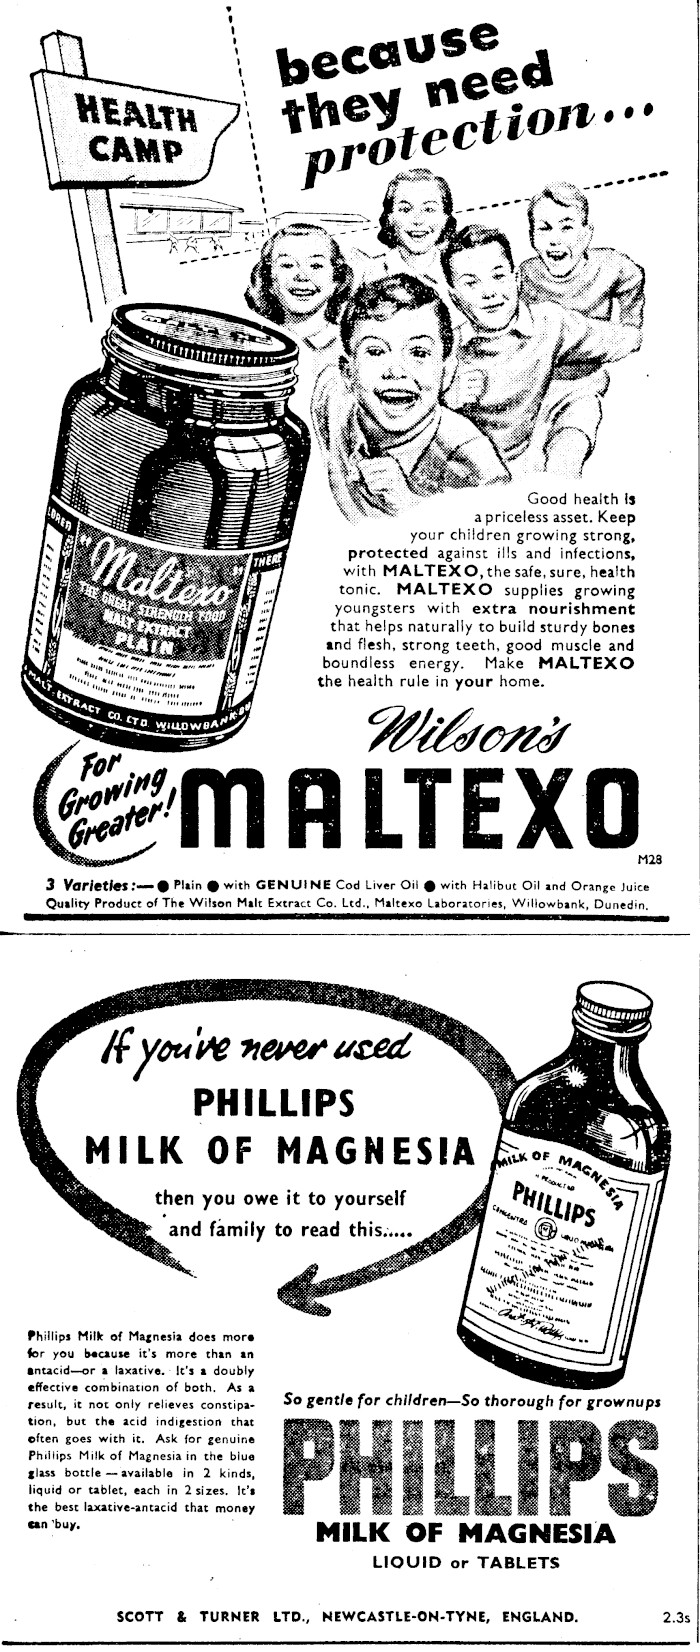 because
they need
protection...
HEALTH
CAMP
"Maltexo"
THE GREAT STRENGTH FOOD
MALT EXTRACT
PLAIN
MALT EXTRACT CO. LTD. WILLOWBANK
Good health is
a priceless asset. Keep
your children growing strong,
protected against ills and infections,
with MALTEXO, the safe, sure, health
tonic. MALTEXO supplies growing
youngsters with extra nourishment
that helps naturally to build sturdy bones
and flesh, strong teeth, good muscle and
boundless energy. Make MALTEXO
the health rule in your home.
For
Growing
Greater!
Wilson's
MALTEXO
M28
3 Varieties:— ● Plain ● with GENUINE Cod Liver Oil ● with Halibut Oil and Orange Juice
Quality Product of The Wilson Malt Extract Co. Ltd., Maltexo Laboratories, Willowbank, Dunedin.
If you've never used
PHILLIPS
MILK OF MAGNESIA
then you owe it to yourself
and family to read this.....
MILK OF MAGNESIA
PHILLIPS
Phillips Milk of Magnesia does more
for you because it's more than an
antacid—or a laxative. It's a doubly
effective combination of both. As a
result, it not only relieves constipa-
tion, but the acid indigestion that
often goes with it. Ask for genuine
Phillips Milk of Magnesia in the blue
glass bottle — available in 2 kinds,
liquid or tablet, each in 2 sizes. It's
the best laxative-antacid that money
can buy.
So gentle for children—So thorough for grownups
PHILLIPS
MILK OF MAGNESIA
LIQUID or TABLETS
SCOTT & TURNER LTD., NEWCASTLE-ON-TYNE, ENGLAND.
2.3s